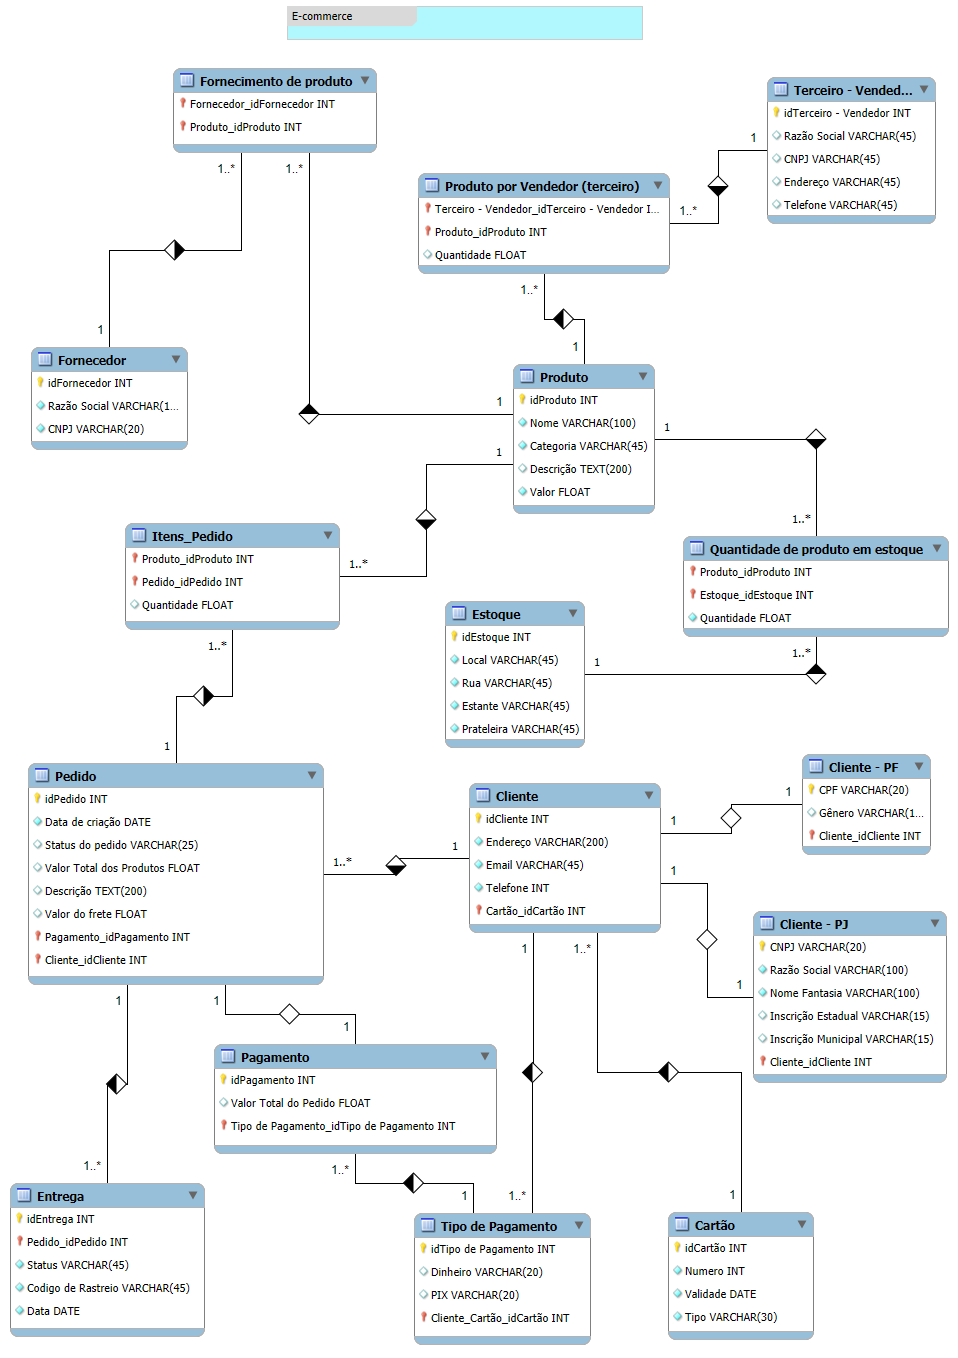 E-commerce
Fornecimento de produto
Fornecedor_idFornecedor INT
Produto_idProduto INT
1..*
1..*
Terceiro - Vended...
idTerceiro - Vendedor INT
Razão Social VARCHAR(45)
CNPJ VARCHAR(45)
Endereço VARCHAR(45)
Telefone VARCHAR(45)
1
1..*
Produto por Vendedor (terceiro)
Terceiro - Vendedor_idTerceiro - Vendedor I...
Produto_idProduto INT
Quantidade FLOAT
1..*
1
1
Fornecedor
idFornecedor INT
Razão Social VARCHAR(1...
CNPJ VARCHAR(20)
Produto
idProduto INT
Nome VARCHAR(100)
Categoria VARCHAR(45)
Descrição TEXT(200)
Valor FLOAT
1
1
1
1..*
Itens_Pedido
Produto_idProduto INT
Pedido_idPedido INT
Quantidade FLOAT
1..*
1..*
1
Quantidade de produto em estoque
Produto_idProduto INT
Estoque_idEstoque INT
Quantidade FLOAT
1..*
Estoque
idEstoque INT
Local VARCHAR(45)
Rua VARCHAR(45)
Estante VARCHAR(45)
Prateleira VARCHAR(45)
1
Pedido
idPedido INT
Data de criação DATE
Status do pedido VARCHAR(25)
Valor Total dos Produtos FLOAT
Descrição TEXT(200)
Valor do frete FLOAT
Pagamento_idPagamento INT
Cliente_idCliente INT
1..*
1
1
1
Cliente
idCliente INT
Endereço VARCHAR(200)
Email VARCHAR(45)
Telefone INT
Cartão_idCartão INT
1
1
1
1..*
Cliente - PF
CPF VARCHAR(20)
Gênero VARCHAR(1...
Cliente_idCliente INT
1
Cliente - PJ
CNPJ VARCHAR(20)
Razão Social VARCHAR(100)
Nome Fantasia VARCHAR(100)
Inscrição Estadual VARCHAR(15)
Inscrição Municipal VARCHAR(15)
Cliente_idCliente INT
1
1
Pagamento
idPagamento INT
Valor Total do Pedido FLOAT
Tipo de Pagamento_idTipo de Pagamento INT
1..*
1
1..*
1..*
1
Entrega
idEntrega INT
Pedido_idPedido INT
Status VARCHAR(45)
Codigo de Rastreio VARCHAR(45)
Data DATE
Tipo de Pagamento
idTipo de Pagamento INT
Dinheiro VARCHAR(20)
PIX VARCHAR(20)
Cliente_Cartão_idCartão INT
Cartão
idCartão INT
Numero INT
Validade DATE
Tipo VARCHAR(30)